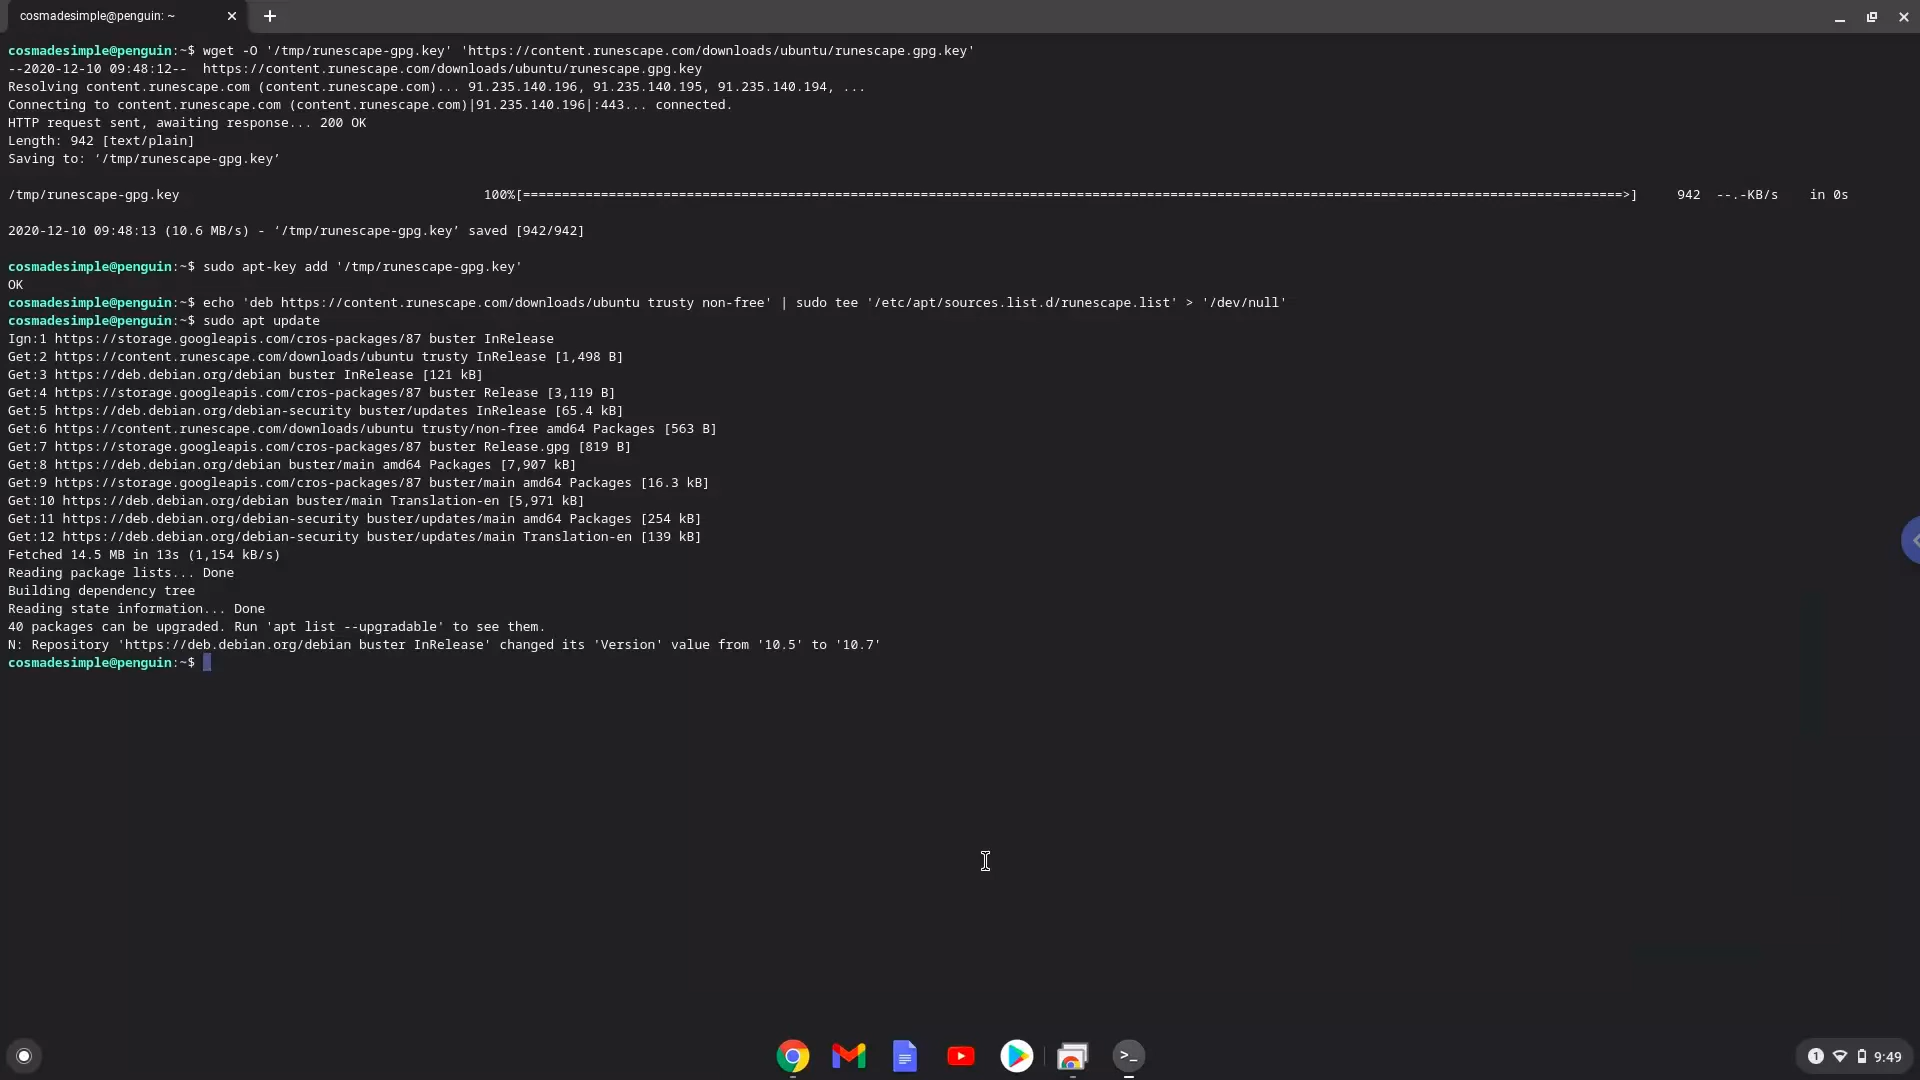 cosmadesimple@penguin: ~
cosmadesimple@penguin:~$ wget -O '/tmp/runescape-gpg.key' 'https://content.runescape.com/downloads/ubuntu/runescape.gpg.key'
--2020-12-10 09:48:12--  https://content.runescape.com/downloads/ubuntu/runescape.gpg.key
Resolving content.runescape.com (content.runescape.com)... 91.235.140.196, 91.235.140.195, 91.235.140.194, ...
Connecting to content.runescape.com (content.runescape.com)|91.235.140.196|:443... connected.
HTTP request sent, awaiting response... 200 OK
Length: 942 [text/plain]
Saving to: ‘/tmp/runescape-gpg.key’
/tmp/runescape-gpg.key 100%[=============================================================================================================================================>] 942 --.-KB/s in 0s
2020-12-10 09:48:13 (10.6 MB/s) - ‘/tmp/runescape-gpg.key’ saved [942/942]
cosmadesimple@penguin:~$ sudo apt-key add '/tmp/runescape-gpg.key'
OK
cosmadesimple@penguin:~$ echo 'deb https://content.runescape.com/downloads/ubuntu trusty non-free' | sudo tee '/etc/apt/sources.list.d/runescape.list' > '/dev/null'
cosmadesimple@penguin:~$ sudo apt update
Ign:1 https://storage.googleapis.com/cros-packages/87 buster InRelease
Get:2 https://content.runescape.com/downloads/ubuntu trusty InRelease [1,498 B]
Get:3 https://deb.debian.org/debian buster InRelease [121 kB]
Get:4 https://storage.googleapis.com/cros-packages/87 buster Release [3,119 B]
Get:5 https://deb.debian.org/debian-security buster/updates InRelease [65.4 kB]
Get:6 https://content.runescape.com/downloads/ubuntu trusty/non-free amd64 Packages [563 B]
Get:7 https://storage.googleapis.com/cros-packages/87 buster Release.gpg [819 B]
Get:8 https://deb.debian.org/debian buster/main amd64 Packages [7,907 kB]
Get:9 https://storage.googleapis.com/cros-packages/87 buster/main amd64 Packages [16.3 kB]
Get:10 https://deb.debian.org/debian buster/main Translation-en [5,971 kB]
Get:11 https://deb.debian.org/debian-security buster/updates/main amd64 Packages [254 kB]
Get:12 https://deb.debian.org/debian-security buster/updates/main Translation-en [139 kB]
Fetched 14.5 MB in 13s (1,154 kB/s)
Reading package lists... Done
Building dependency tree
Reading state information... Done
40 packages can be upgraded. Run 'apt list --upgradable' to see them.
N: Repository 'https://deb.debian.org/debian buster InRelease' changed its 'Version' value from '10.5' to '10.7'
cosmadesimple@penguin:~$
1 9:49